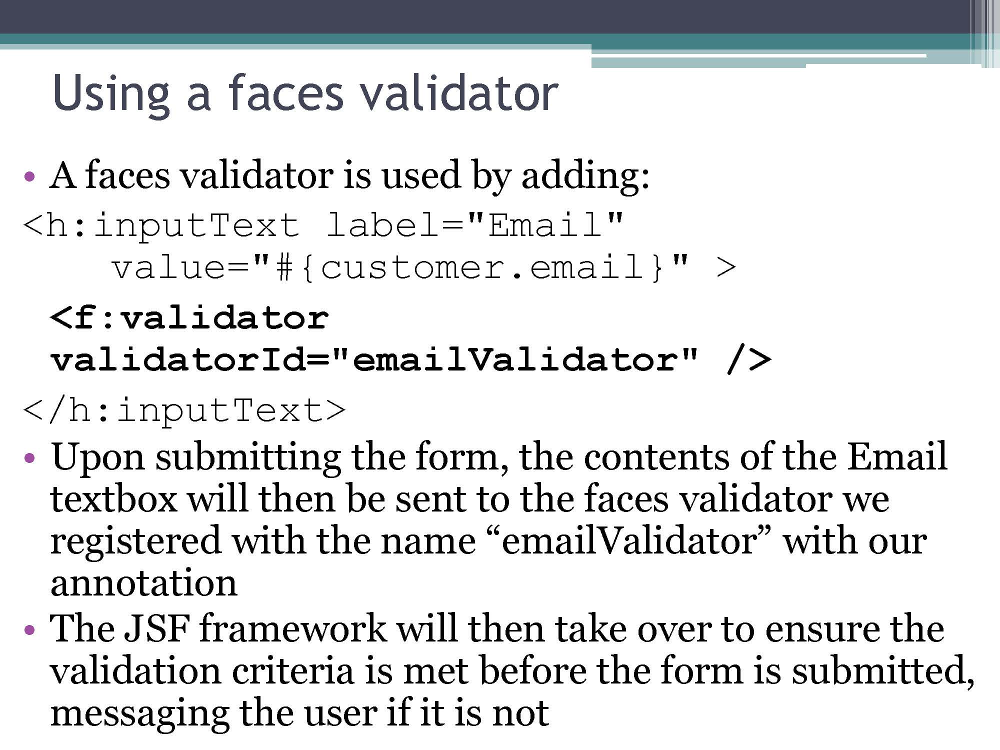 Using a faces validator
• A faces validator is used by adding:
<h:inputText label="Email"
value="#{customer.email}" >
<f:validator
validatorId="emailValidator" />
</h:inputText>
• Upon submitting the form, the contents of the Email
textbox will then be sent to the faces validator we
registered with the name “emailValidator” with our
annotation
• The JSF framework will then take over to ensure the
validation criteria is met before the form is submitted,
messaging the user if it is not